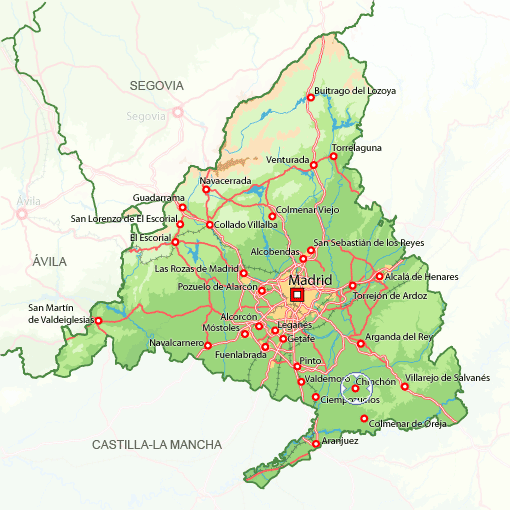 Buitrago del Lozoya
SEGOVIA
Segovia
Torrelaguna
Venturada
Navacerrada
Guadarrama
Ávila
Colmenar Viejo
San Lorenzo de El Escorial
Collado Villalba
El Escorial
San Sebastián de los Reyes
Alcobendas
ÁVILA
Las Rozas de Madrid
Alcalá de Henares
Madrid
Pozuelo de Alarcón
Torrejón de Ardoz
San Martín
de Valdeiglesias
Alcorcón
Leganés
Móstoles
Getafe
Arganda del Rey
Navalcarnero
Fuenlabrada
Pinto
Valdemoro
Chinchón
Villarejo de Salvanés
Ciempozuelos
Colmenar de Oreja
CASTILLA-LA MANCHA
Aranjuez